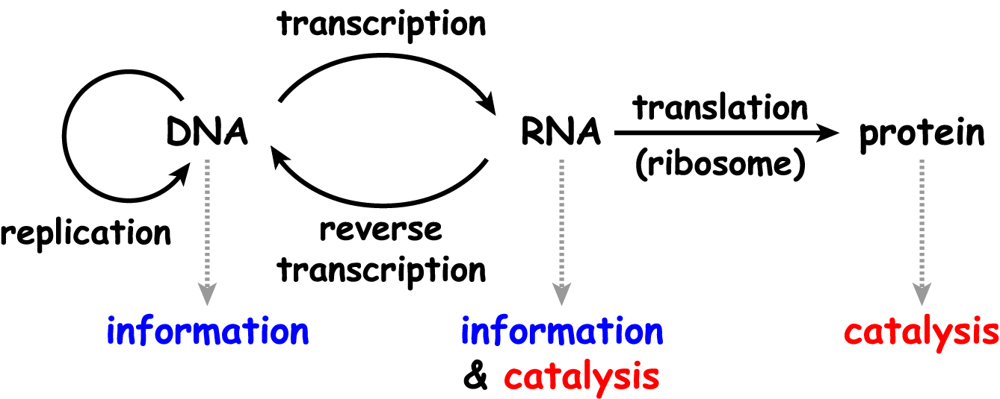 transcription
DNA
RNA
translation
(ribosome)
protein
replication
reverse
transcription
information
information
& catalysis
catalysis